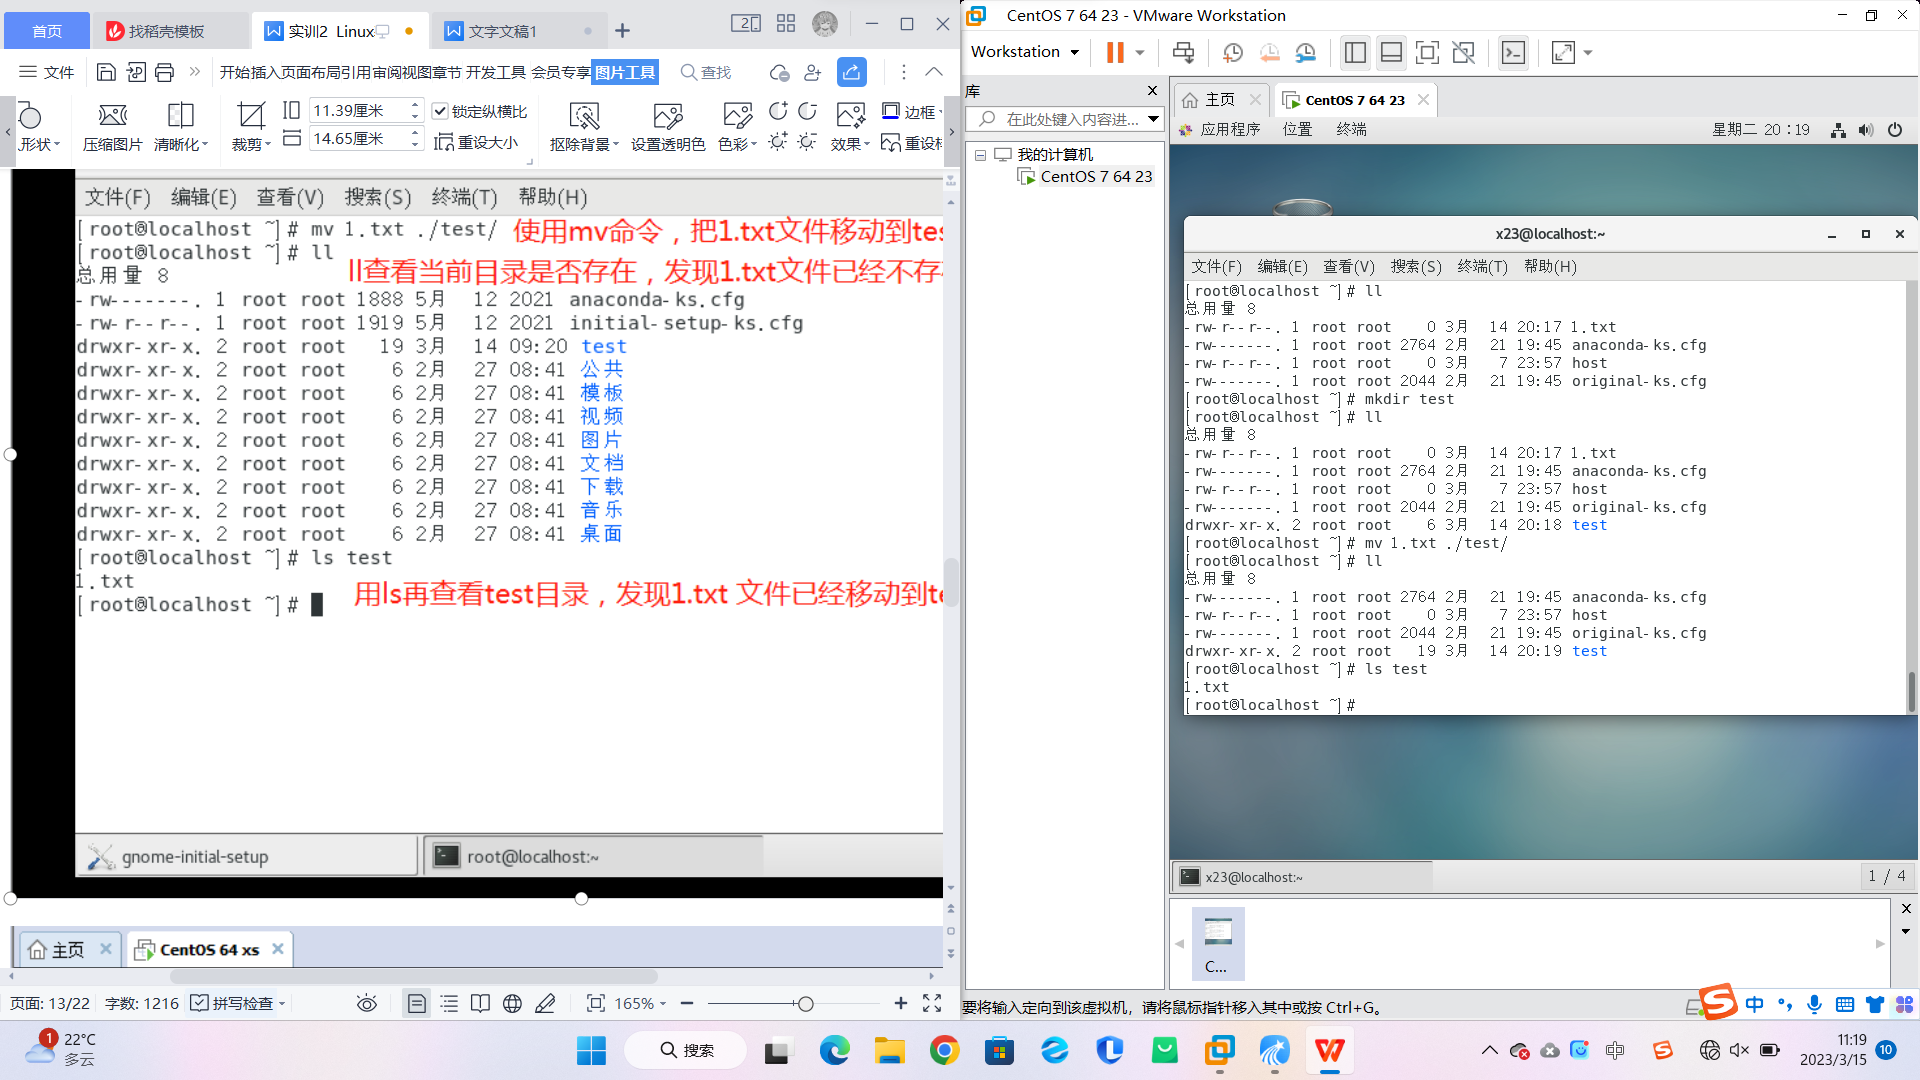 首页
找稻壳模板
实训2 Linux
文字文稿1
文件
开始插入页面布局引用审阅视图章节 开发工具 会员专享图片工具
查找
形状
压缩图片
清晰化
裁剪
11.39厘米
14.65厘米
锁定纵横比
重设大小
抠除背景
设置透明色
色彩
效果
边框
文件(F) 编辑(E) 查看(V) 搜索(S) 终端(T) 帮助(H)
[root@localhost ~]# mv 1.txt ./test/ 使用mv命令，把1.txt文件移动到tes
[root@localhost ~]# ll
总用量 8 ll查看当前目录是否存在，发现1.txt文件已经不存
-rw-------. 1 root root 1888 5月 12 2021 anaconda-ks.cfg
-rw-r--r--. 1 root root 1919 5月 12 2021 initial-setup-ks.cfg
drwxr-xr-x. 2 root root 19 3月 14 09:20 test
drwxr-xr-x. 2 root root 6 2月 27 08:41 公共
drwxr-xr-x. 2 root root 6 2月 27 08:41 模板
drwxr-xr-x. 2 root root 6 2月 27 08:41 视频
drwxr-xr-x. 2 root root 6 2月 27 08:41 图片
drwxr-xr-x. 2 root root 6 2月 27 08:41 文档
drwxr-xr-x. 2 root root 6 2月 27 08:41 下载
drwxr-xr-x. 2 root root 6 2月 27 08:41 音乐
drwxr-xr-x. 2 root root 6 2月 27 08:41 桌面
[root@localhost ~]# ls test
1.txt
[root@localhost ~]# 用ls再查看test目录，发现1.txt 文件已经移动到te
gnome-initial-setup
root@localhost:~
主页
CentOS 64 xs
页面: 13/22 字数: 1216 拼写检查 165%
CentOS 7 64 23 - VMware Workstation
Workstation
库
在此处键入内容进...
我的计算机
CentOS 7 64 23
主页
CentOS 7 64 23
应用程序 位置 终端 星期二 20：19
x23@localhost:~
文件(F) 编辑(E) 查看(V) 搜索(S) 终端(T) 帮助(H)
[root@localhost ~]# ll
总用量 8
-rw-r--r--. 1 root root 0 3月 14 20:17 1.txt
-rw-------. 1 root root 2764 2月 21 19:45 anaconda-ks.cfg
-rw-r--r--. 1 root root 0 3月 7 23:57 host
-rw-------. 1 root root 2044 2月 21 19:45 original-ks.cfg
[root@localhost ~]# mkdir test
[root@localhost ~]# ll
总用量 8
-rw-r--r--. 1 root root 0 3月 14 20:17 1.txt
-rw-------. 1 root root 2764 2月 21 19:45 anaconda-ks.cfg
-rw-r--r--. 1 root root 0 3月 7 23:57 host
-rw-------. 1 root root 2044 2月 21 19:45 original-ks.cfg
drwxr-xr-x. 2 root root 6 3月 14 20:18 test
[root@localhost ~]# mv 1.txt ./test/
[root@localhost ~]# ll
总用量 8
-rw-------. 1 root root 2764 2月 21 19:45 anaconda-ks.cfg
-rw-r--r--. 1 root root 0 3月 7 23:57 host
-rw-------. 1 root root 2044 2月 21 19:45 original-ks.cfg
drwxr-xr-x. 2 root root 19 3月 14 20:19 test
[root@localhost ~]# ls test
1.txt
[root@localhost ~]#
x23@localhost:~
1 / 4
C...
要将输入定向到该虚拟机，请将鼠标指针移入其中或按 Ctrl+G。
中
1
22°C
多云
搜索
中
11:19
2023/3/15
10